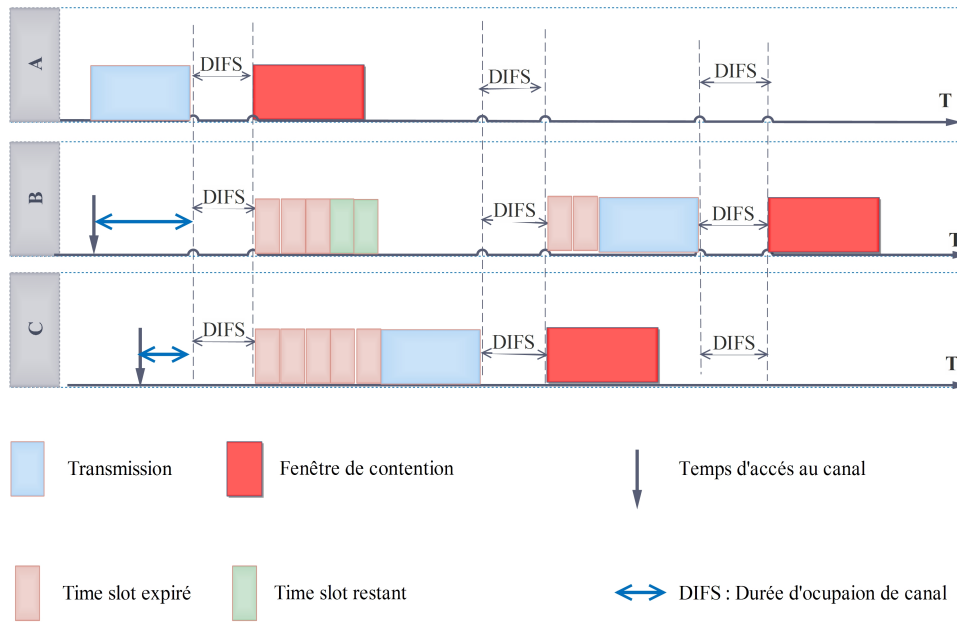 A
DIFS
DIFS
DIFS
T
B
DIFS
DIFS
DIFS
T
C
DIFS
DIFS
DIFS
T
Transmission
Fenêtre de contention
Temps d'accés au canal
Time slot expiré
Time slot restant
DIFS : Durée d'ocupaion de canal